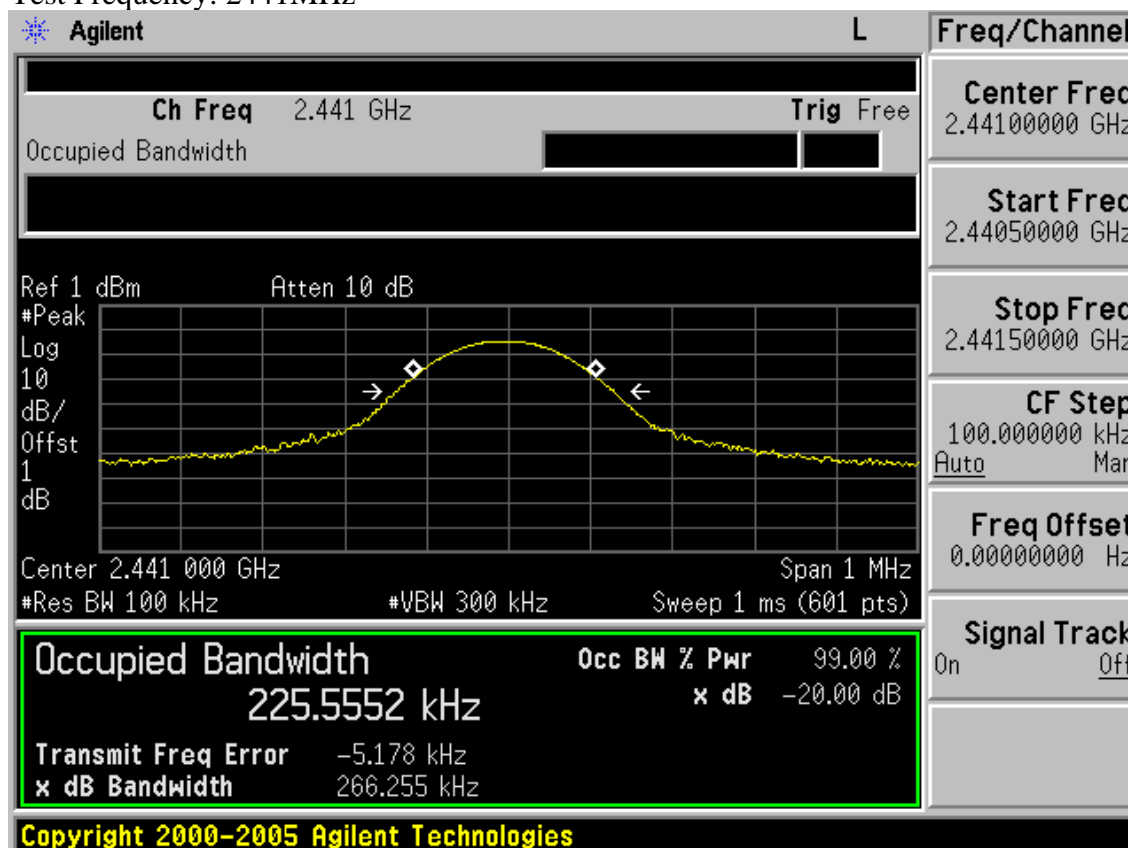 Test Frequency: 2441MHz
Agilent L Freq/Channel
Ch Freq 2.441 GHz Trig Free
Occupied Bandwidth
Center Freq
2.44100000 GHz
Start Freq
2.44050000 GHz
Stop Freq
2.44150000 GHz
CF Step
100.000000 kHz
Auto Man
Freq Offset
0.00000000 Hz
Signal Track
On Off
Ref 1 dBm Atten 10 dB
#Peak
Log
10
dB/
Offst
1
dB
Center 2.441 000 GHz Span 1 MHz
#Res BW 100 kHz #VBW 300 kHz Sweep 1 ms (601 pts)
Occupied Bandwidth Occ BW % Pwr 99.00 %
225.5552 kHz x dB -20.00 dB
Transmit Freq Error -5.178 kHz
x dB Bandwidth 266.255 kHz
Copyright 2000-2005 Agilent Technologies